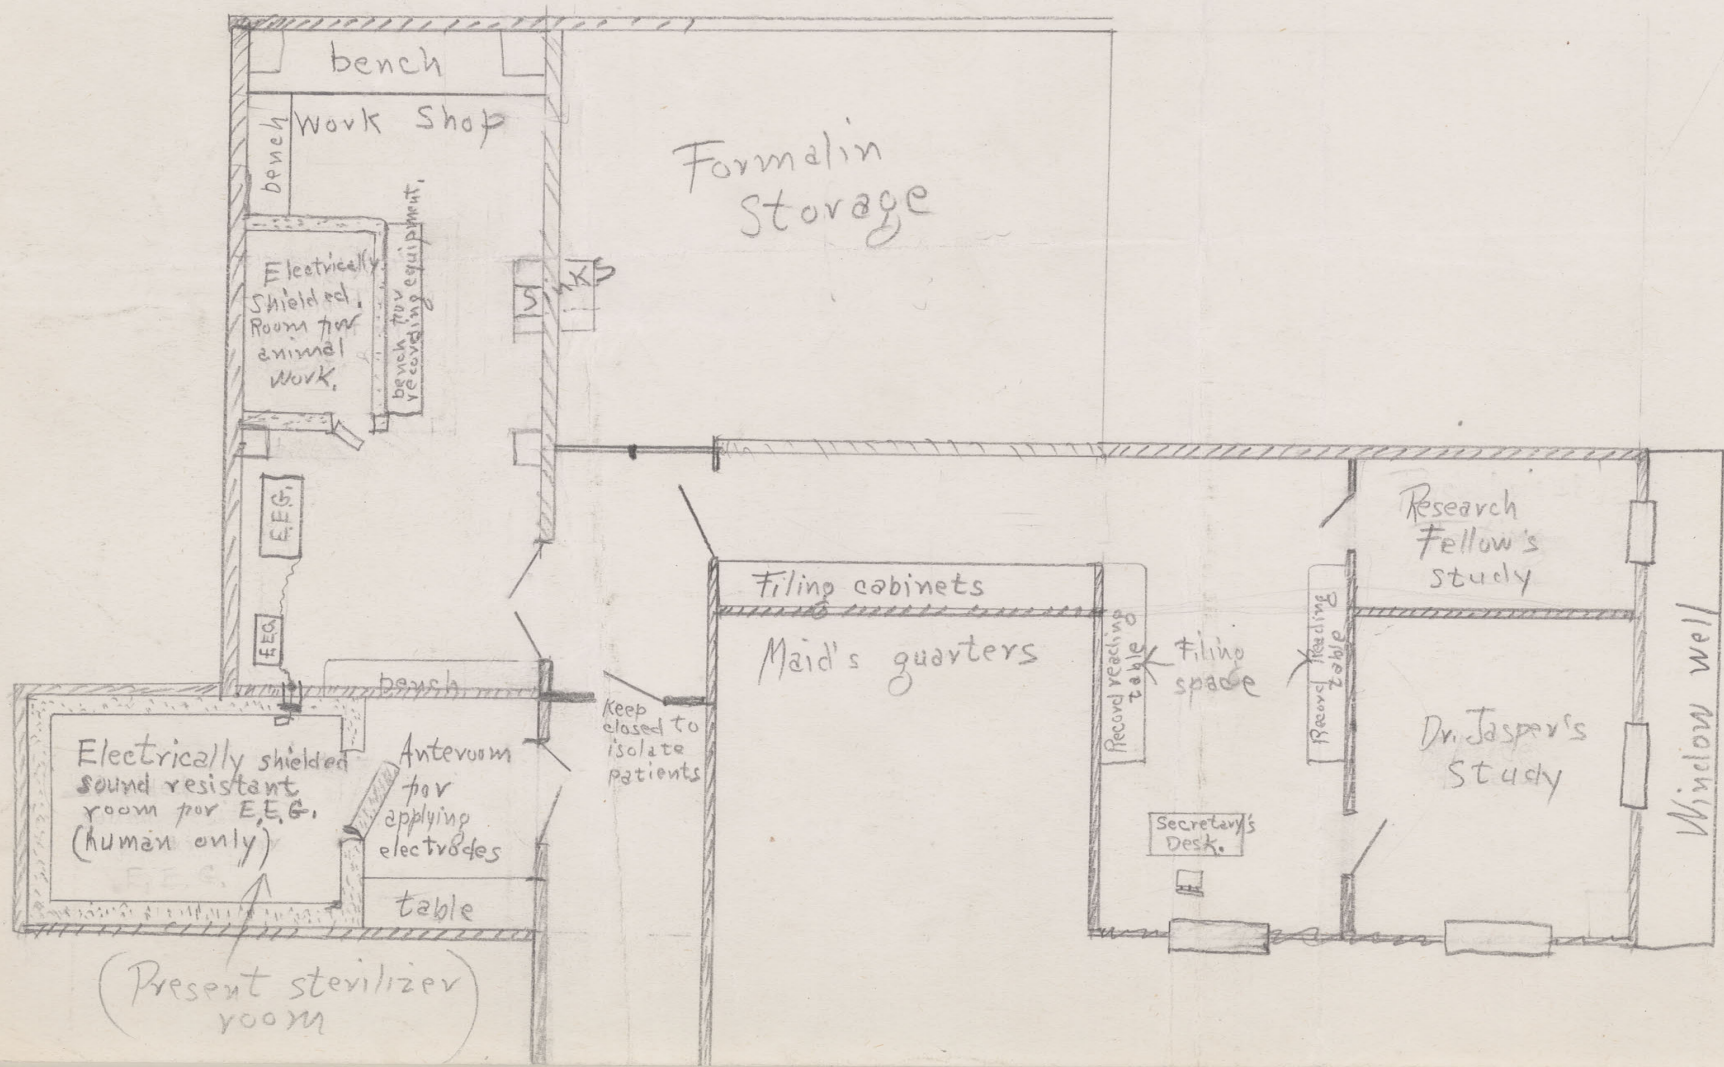 bench
bench
Work Shop
Formalin
Storage
Electrically
Shielded.
Room for
animal
Work.
bench for
recording equipment.
E.E.G.
EEG
bench
Filing cabinets
Maid's quarters
Research
Fellow's
study
Record reading
table
Filing
space
Record reading
table
Dr. Jasper's
Study
Window well
Keep
closed to
isolate
patients
Electrically shielded
sound resistant
room for E.E.G.
(human only)
E.E.G.
Anteroom
for
applying
electrodes
table
Secretary's
Desk.
(Present sterilizer
room)